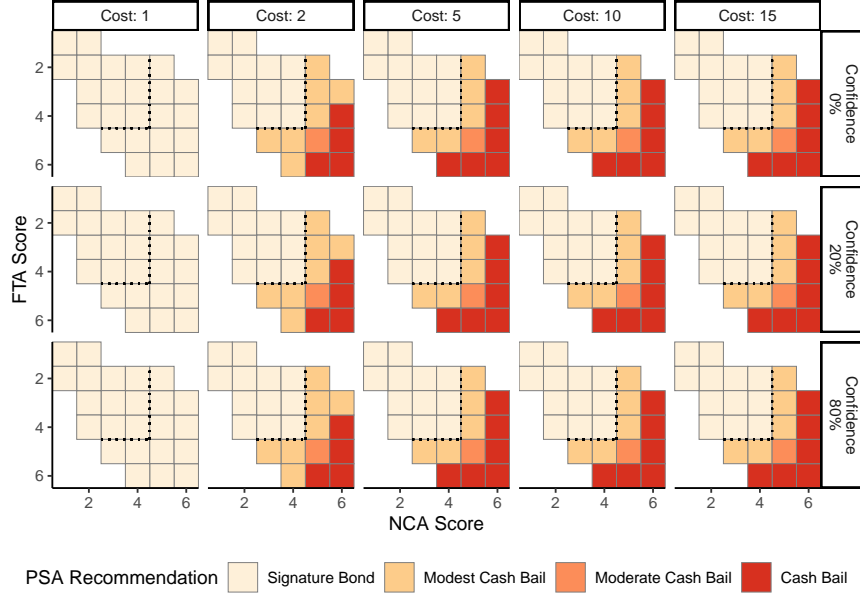 Cost: 1
Cost: 2
Cost: 5
Cost: 10
Cost: 15
2
4
6
Confidence
0%
2
4
6
Confidence
20%
2
4
6
Confidence
80%
FTA Score
2 4 6
2 4 6
2 4 6
2 4 6
2 4 6
NCA Score
PSA Recommendation Signature Bond Modest Cash Bail Moderate Cash Bail Cash Bail